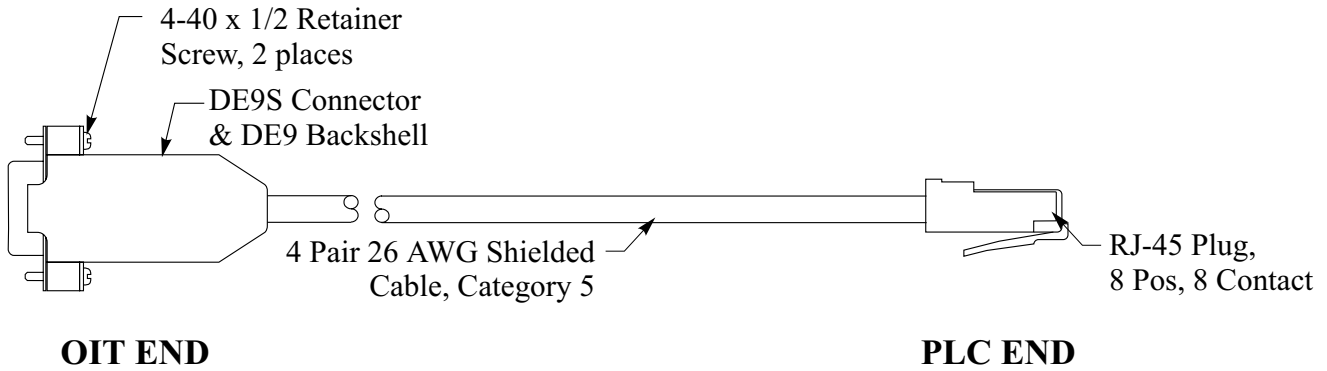 4-40 x 1/2 Retainer
Screw, 2 places
DE9S Connector
& DE9 Backshell
4 Pair 26 AWG Shielded
Cable, Category 5
RJ-45 Plug,
8 Pos, 8 Contact
OIT END
PLC END